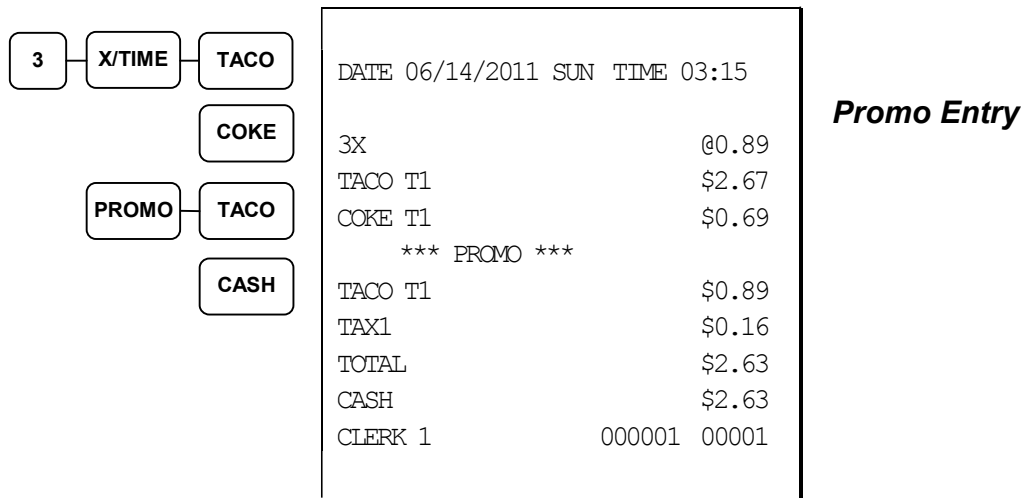 3 X/TIME TACO
COKE
PROMO TACO
CASH
DATE 06/14/2011 SUN TIME 03:15
3X @0.89
TACO T1 $2.67
COKE T1 $0.69
*** PROMO ***
TACO T1 $0.89
TAX1 $0.16
TOTAL $2.63
CASH $2.63
CLERK 1 000001 00001
Promo Entry